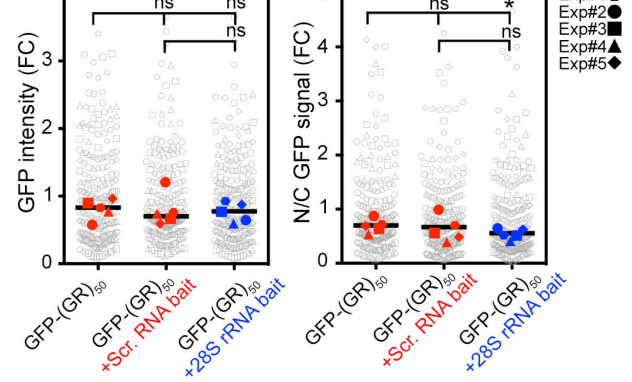 ns ns
ns
GFP intensity (FC)
3
2
1
0
GFP-(GR)50
GFP-(GR)50
+Scr. RNA bait
GFP-(GR)50
+28S rRNA bait
ns *
ns
N/C GFP signal (FC)
4
3
2
1
0
GFP-(GR)50
GFP-(GR)50
+Scr. RNA bait
GFP-(GR)50
+28S rRNA bait
Exp#2
Exp#3
Exp#4
Exp#5